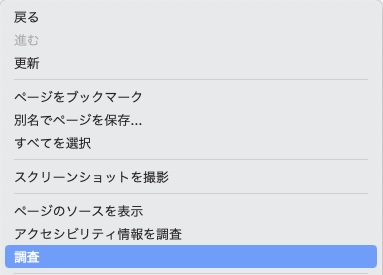 戻る
進む
更新
ページをブックマーク
別名でページを保存...
すべてを選択
スクリーンショットを撮影
ページのソースを表示
アクセシビリティ情報を調査
調査